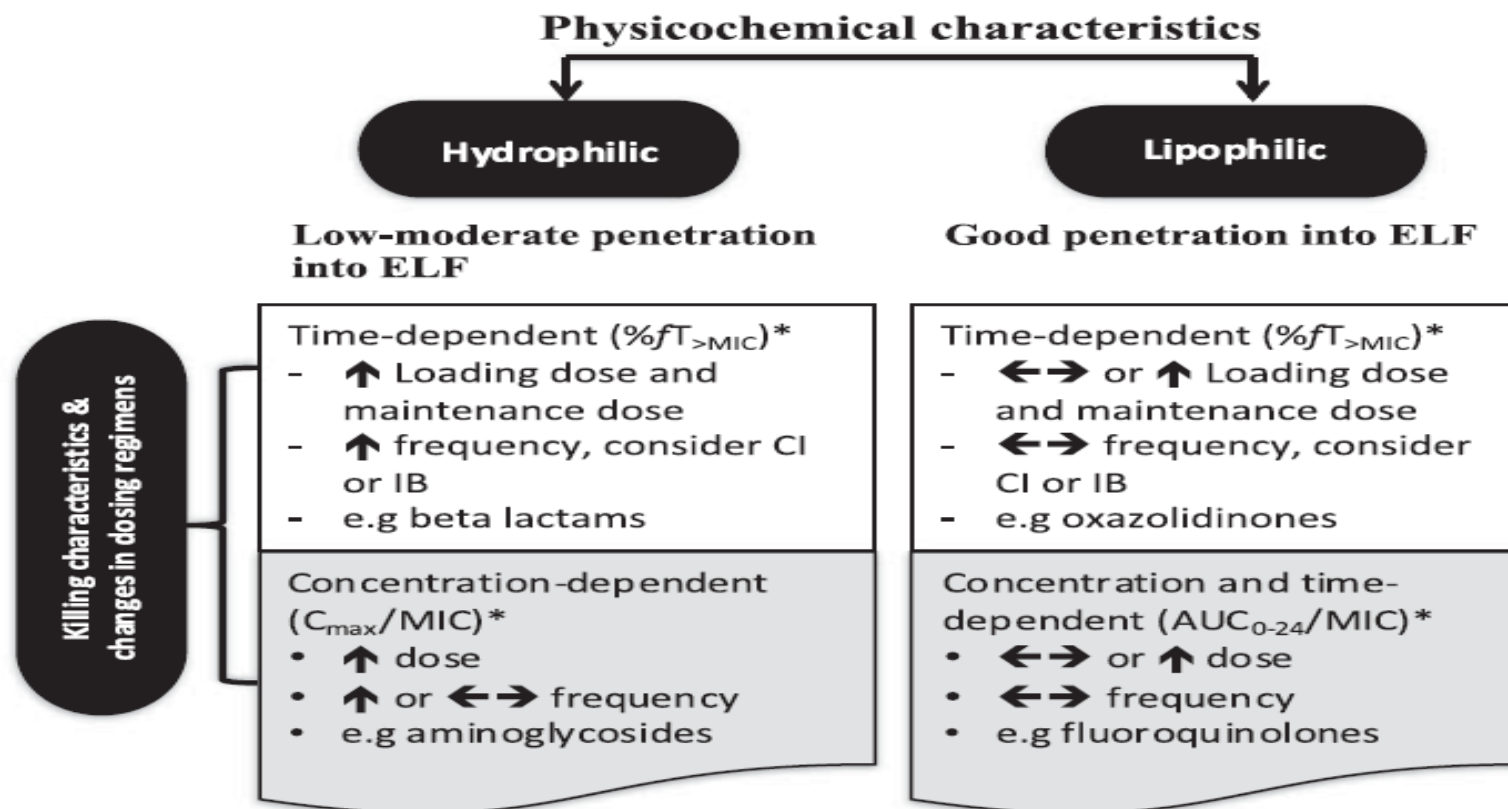 Physicochemical characteristics
Hydrophilic
Lipophilic
Low-moderate penetration
into ELF
Good penetration into ELF
Killing characteristics &
changes in dosing regimens
Time-dependent (%fT>MIC)*
- ↑ Loading dose and
maintenance dose
- ↑ frequency, consider CI
or IB
- e.g beta lactams
Time-dependent (%fT>MIC)*
- ←→ or ↑ Loading dose
and maintenance dose
- ←→ frequency, consider
CI or IB
- e.g oxazolidinones
Concentration-dependent
(Cmax/MIC)*
• ↑ dose
• ↑ or ←→ frequency
• e.g aminoglycosides
Concentration and time-
dependent (AUC0-24/MIC)*
• ←→ or ↑ dose
• ←→ frequency
• e.g fluoroquinolones